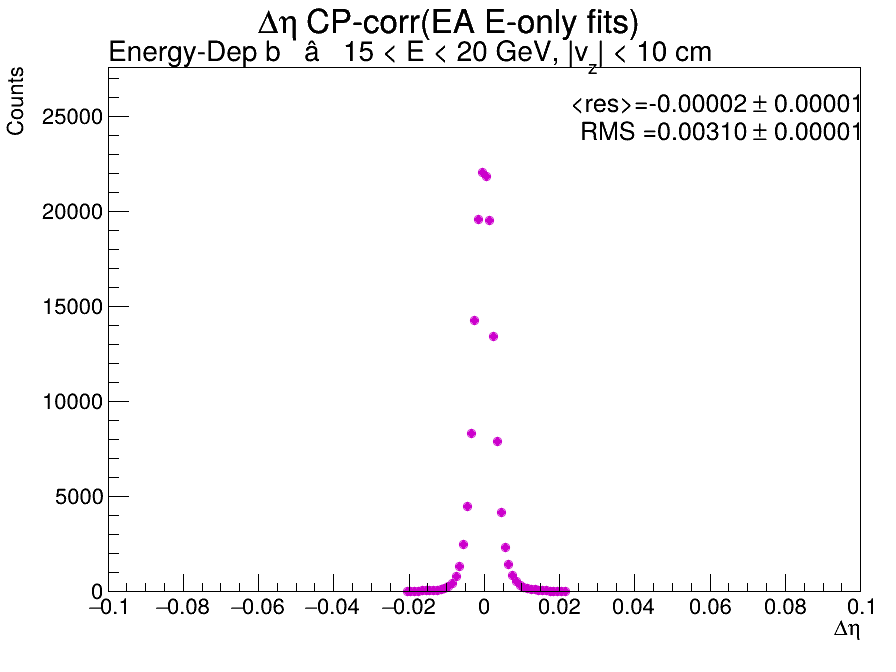 Δη CP-corr(EA E-only fits)
Energy-Dep b â 15 < E < 20 GeV, |v_z| < 10 cm
Counts
<res>=-0.00002 ± 0.00001
RMS =0.00310 ± 0.00001
25000
20000
15000
10000
5000
0
−0.1 −0.08 −0.06 −0.04 −0.02 0 0.02 0.04 0.06 0.08 0.1
Δη